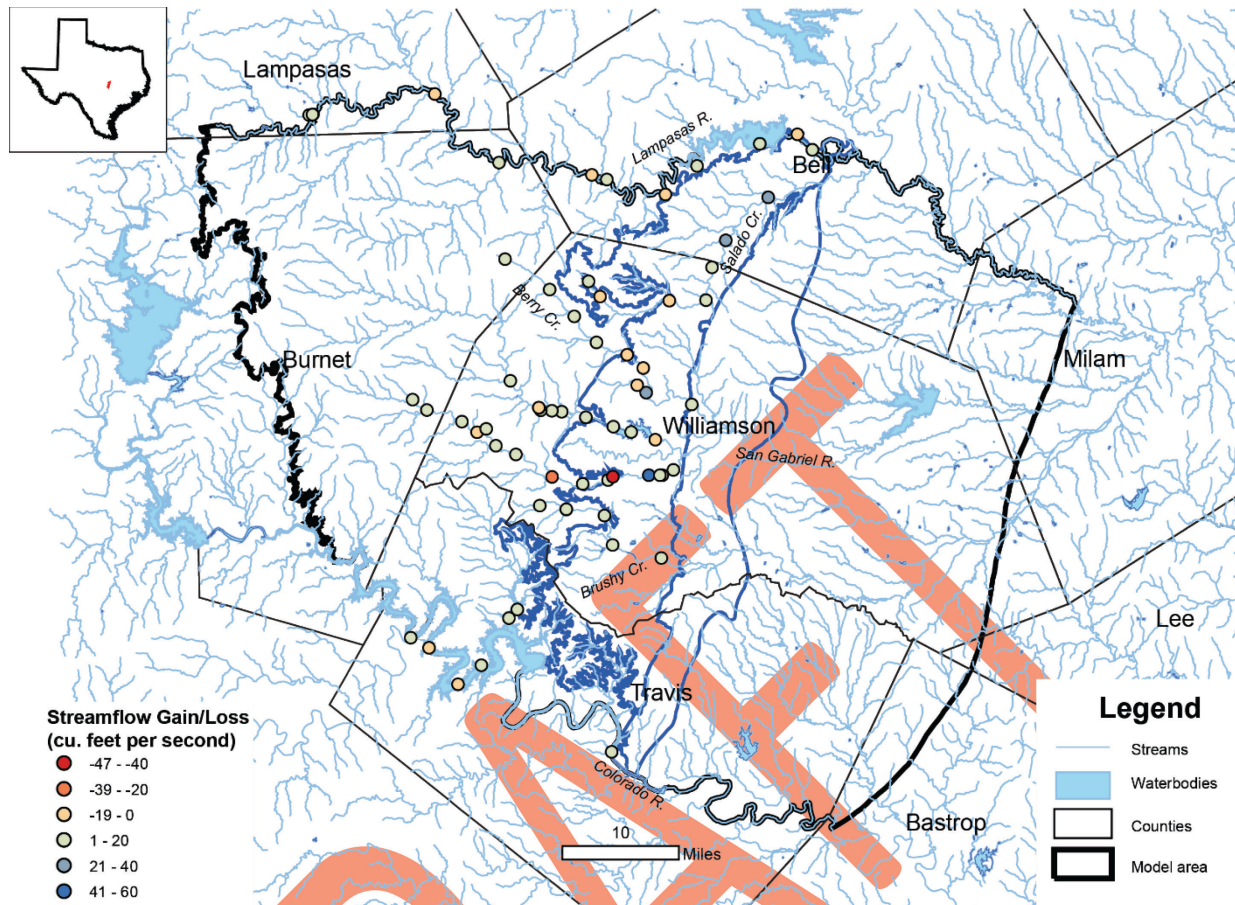 Lampasas
Lampasas R.
Bell
Salado Cr.
Berry Cr.
Burnet
Milam
Williamson
San Gabriel R.
Brushy Cr.
Lee
Travis
Colorado R.
Bastrop
10
Miles
Streamflow Gain/Loss
(cu. feet per second)
-47 - -40
-39 - -20
-19 - 0
1 - 20
21 - 40
41 - 60
Legend
Streams
Waterbodies
Counties
Model area